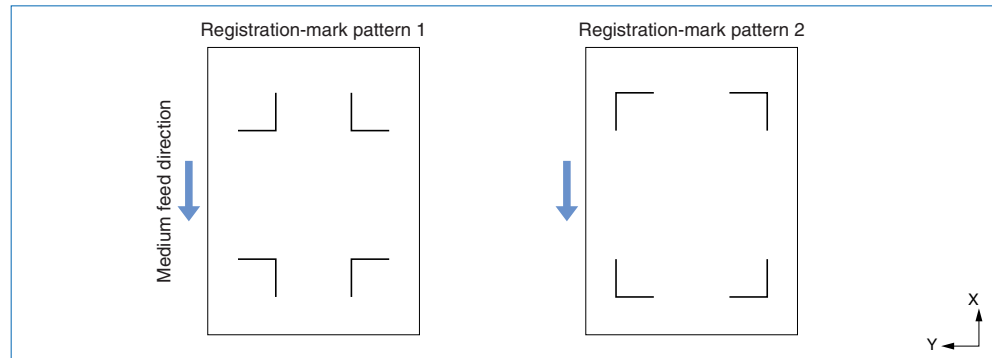 Registration-mark pattern 1
Registration-mark pattern 2
Medium feed direction
X
Y